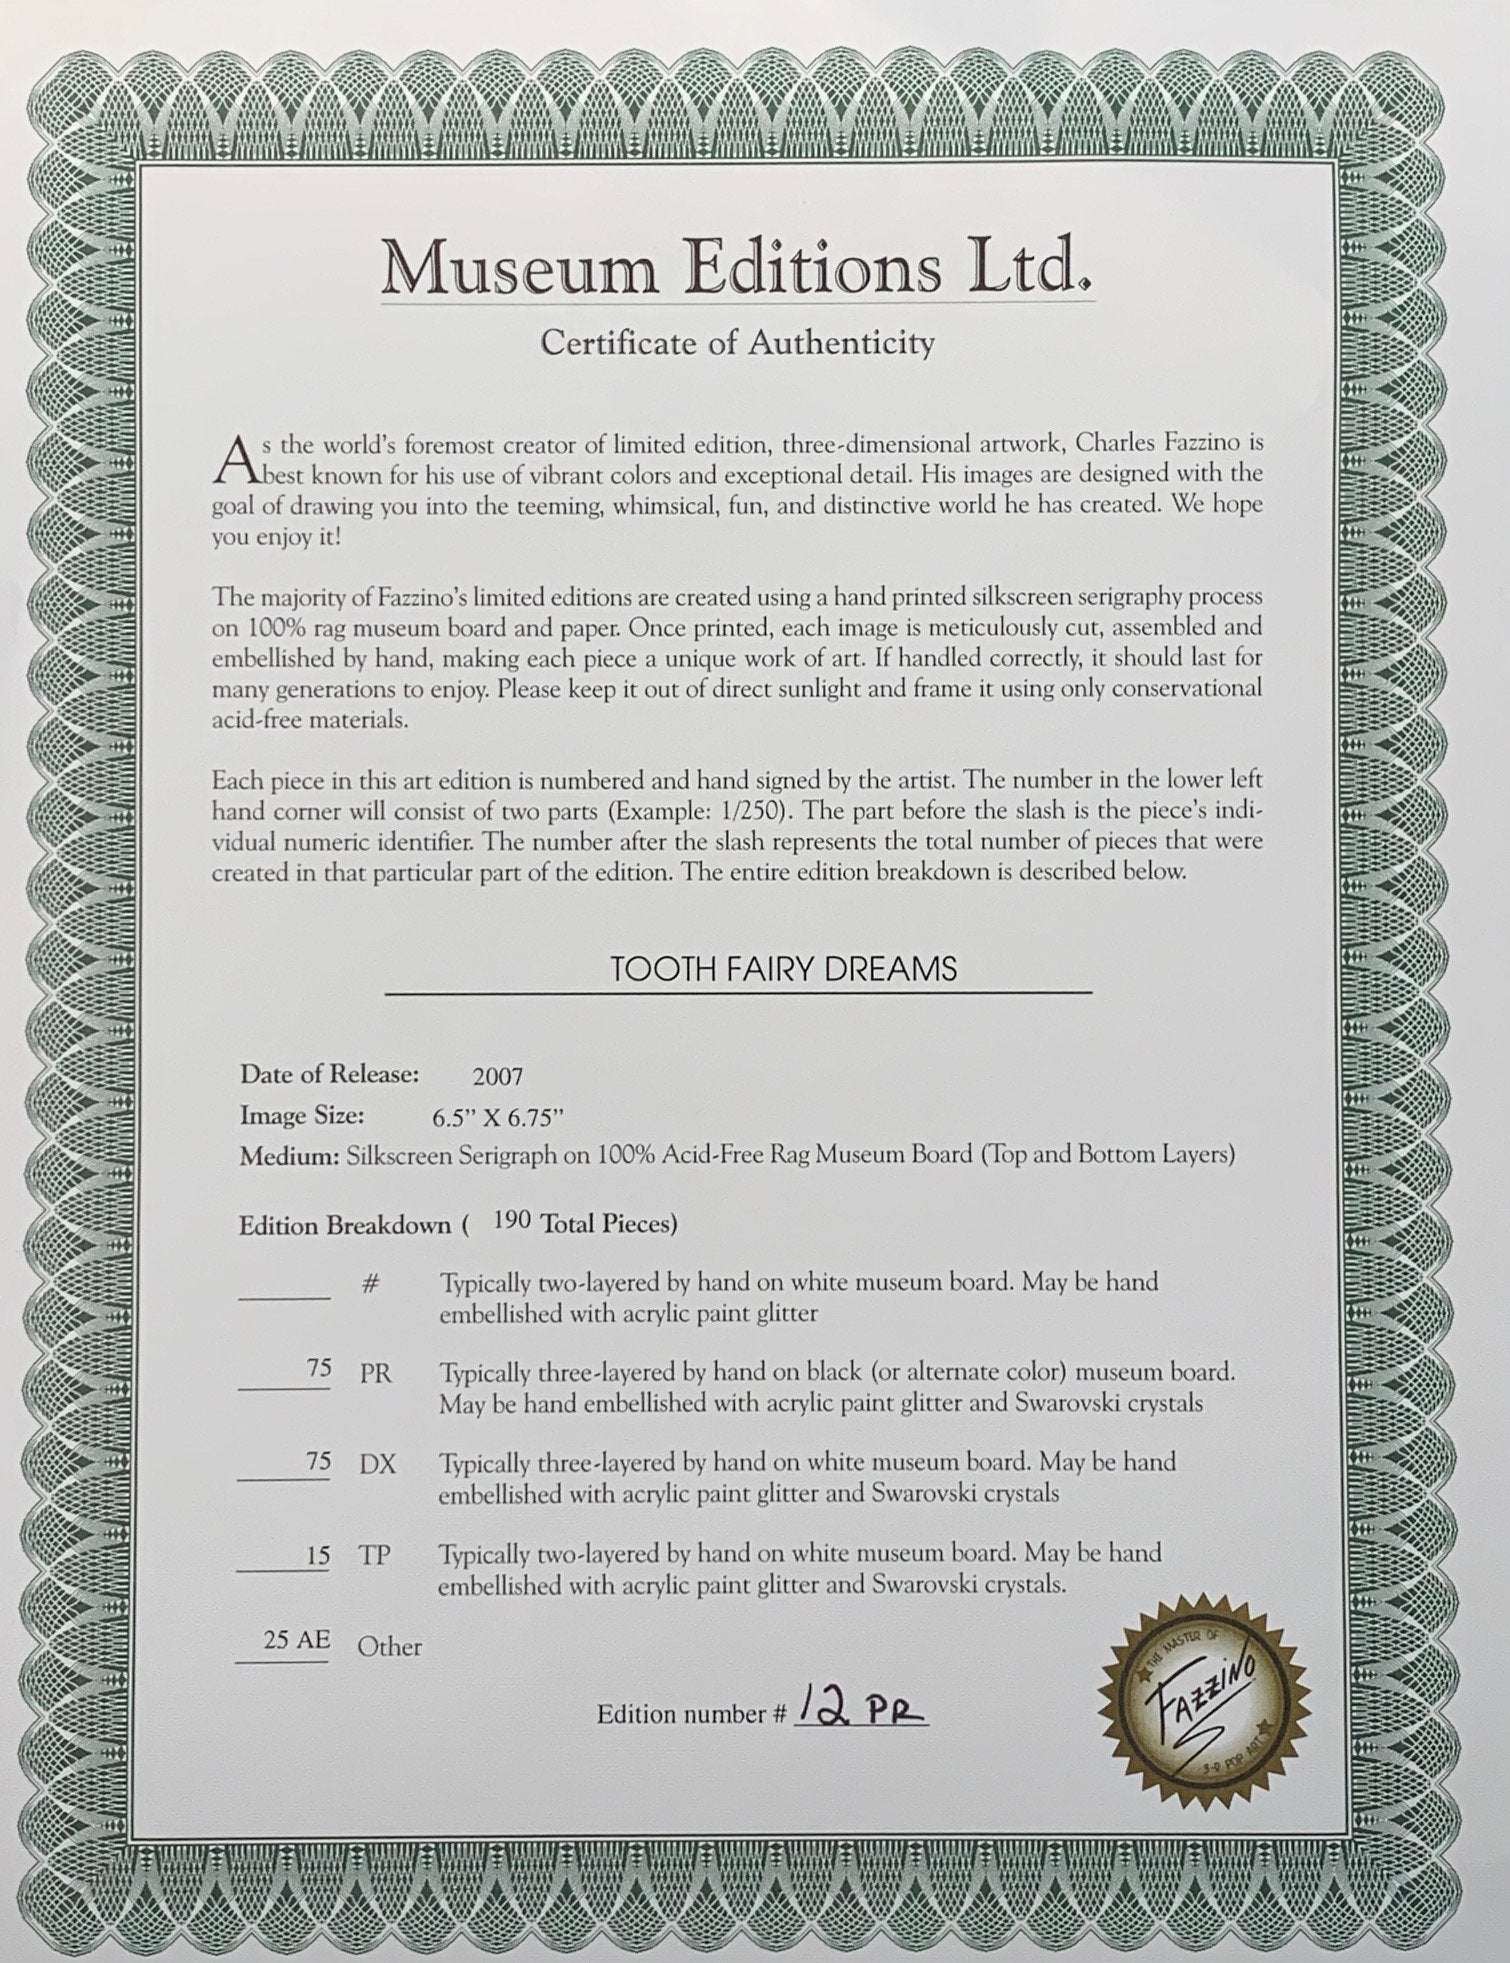 Museum Editions Ltd.
Certificate of Authenticity
As the world's foremost creator of limited edition, three-dimensional artwork, Charles Fazzino is
best known for his use of vibrant colors and exceptional detail. His images are designed with the
goal of drawing you into the teeming, whimsical, fun, and distinctive world he has created. We hope
you enjoy it!
The majority of Fazzino's limited editions are created using a hand printed silkscreen serigraphy process
on 100% rag museum board and paper. Once printed, each image is meticulously cut, assembled and
embellished by hand, making each piece a unique work of art. If handled correctly, it should last for
many generations to enjoy. Please keep it out of direct sunlight and frame it using only conservational
acid-free materials.
Each piece in this art edition is numbered and hand signed by the artist. The number in the lower left
hand corner will consist of two parts (Example: 1/250). The part before the slash is the piece's indi-
vidual numeric identifier. The number after the slash represents the total number of pieces that were
created in that particular part of the edition. The entire edition breakdown is described below.
TOOTH FAIRY DREAMS
Date of Release: 2007
Image Size: 6.5" X 6.75"
Medium: Silkscreen Serigraph on 100% Acid-Free Rag Museum Board (Top and Bottom Layers)
Edition Breakdown ( 190 Total Pieces)
# Typically two-layered by hand on white museum board. May be hand
embellished with acrylic paint glitter
75 PR Typically three-layered by hand on black (or alternate color) museum board.
May be hand embellished with acrylic paint glitter and Swarovski crystals
75 DX Typically three-layered by hand on white museum board. May be hand
embellished with acrylic paint glitter and Swarovski crystals
15 TP Typically two-layered by hand on white museum board. May be hand
embellished with acrylic paint glitter and Swarovski crystals.
25 AE Other
Edition number # 12 PR
THE MASTER OF
FAZZINO
3-D POP ART